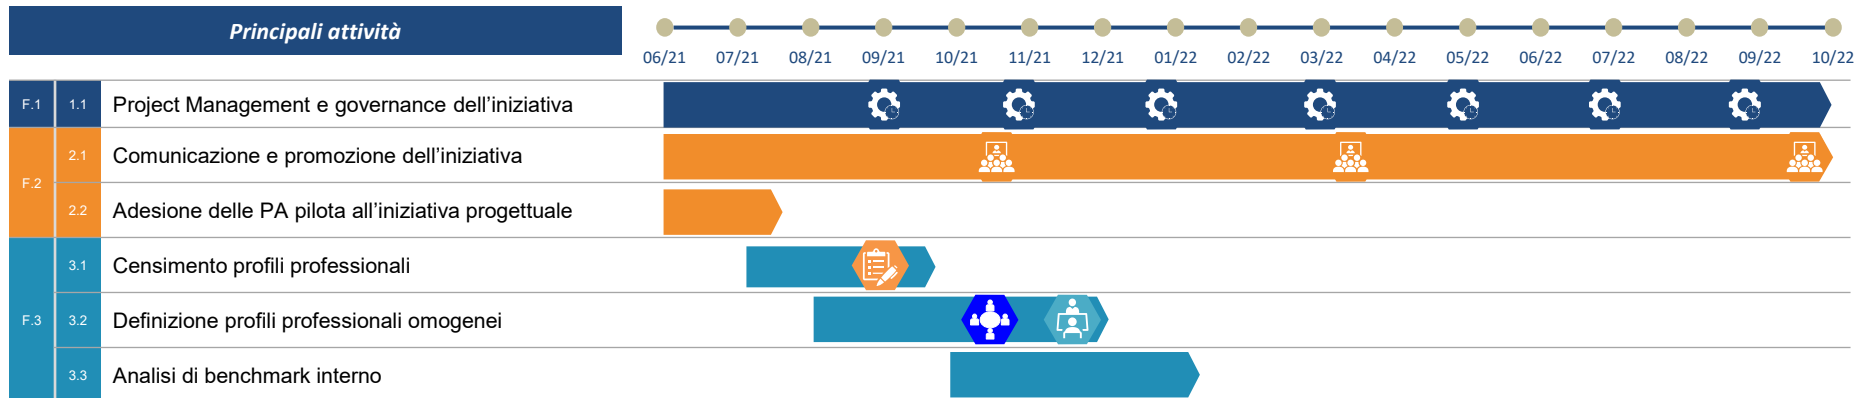 Principali attività
06/21 07/21 08/21 09/21 10/21 11/21 12/21 01/22 02/22 03/22 04/22 05/22 06/22 07/22 08/22 09/22 10/22
F.1 1.1 Project Management e governance dell’iniziativa
F.2 2.1 Comunicazione e promozione dell’iniziativa
2.2 Adesione delle PA pilota all’iniziativa progettuale
3.1 Censimento profili professionali
F.3 3.2 Definizione profili professionali omogenei
3.3 Analisi di benchmark interno